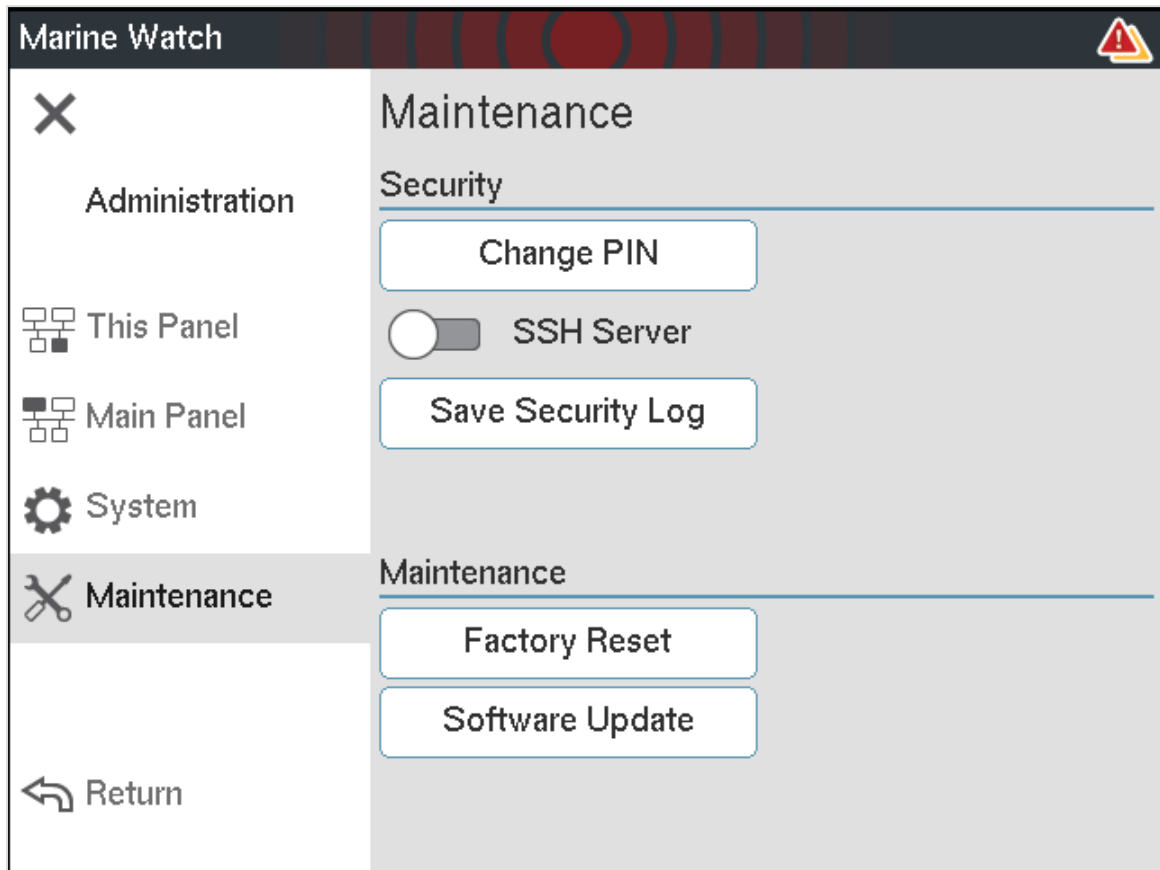 Marine Watch
Administration
This Panel
Main Panel
System
Maintenance
Return
Maintenance
Security
Change PIN
SSH Server
Save Security Log
Maintenance
Factory Reset
Software Update